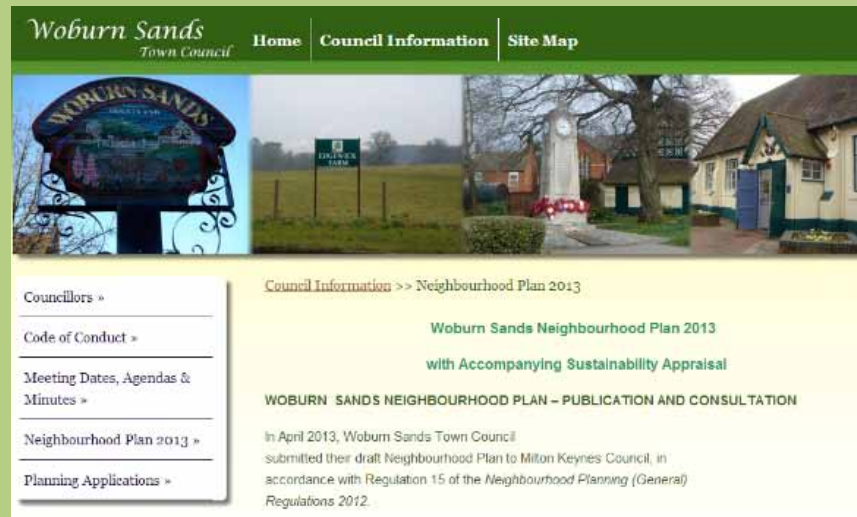 Woburn Sands
Town Council
Home
Council Information
Site Map
WOBURN SANDS
EDGEWICK
FARM
Councillors »
Code of Conduct »
Meeting Dates, Agendas &
Minutes »
Neighbourhood Plan 2013 »
Planning Applications »
Council Information >> Neighbourhood Plan 2013
Woburn Sands Neighbourhood Plan 2013
with Accompanying Sustainability Appraisal
WOBURN SANDS NEIGHBOURHOOD PLAN – PUBLICATION AND CONSULTATION
In April 2013, Woburn Sands Town Council
submitted their draft Neighbourhood Plan to Milton Keynes Council, in
accordance with Regulation 15 of the Neighbourhood Planning (General)
Regulations 2012.